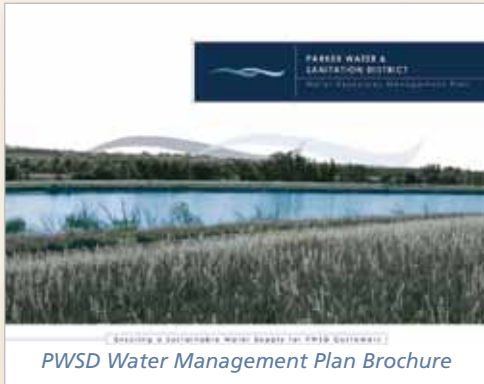 PARKER WATER &
SANITATION DISTRICT
Water Resources Management Plan
Ensuring a Sustainable Water Supply for PWSD Customers
PWSD Water Management Plan Brochure